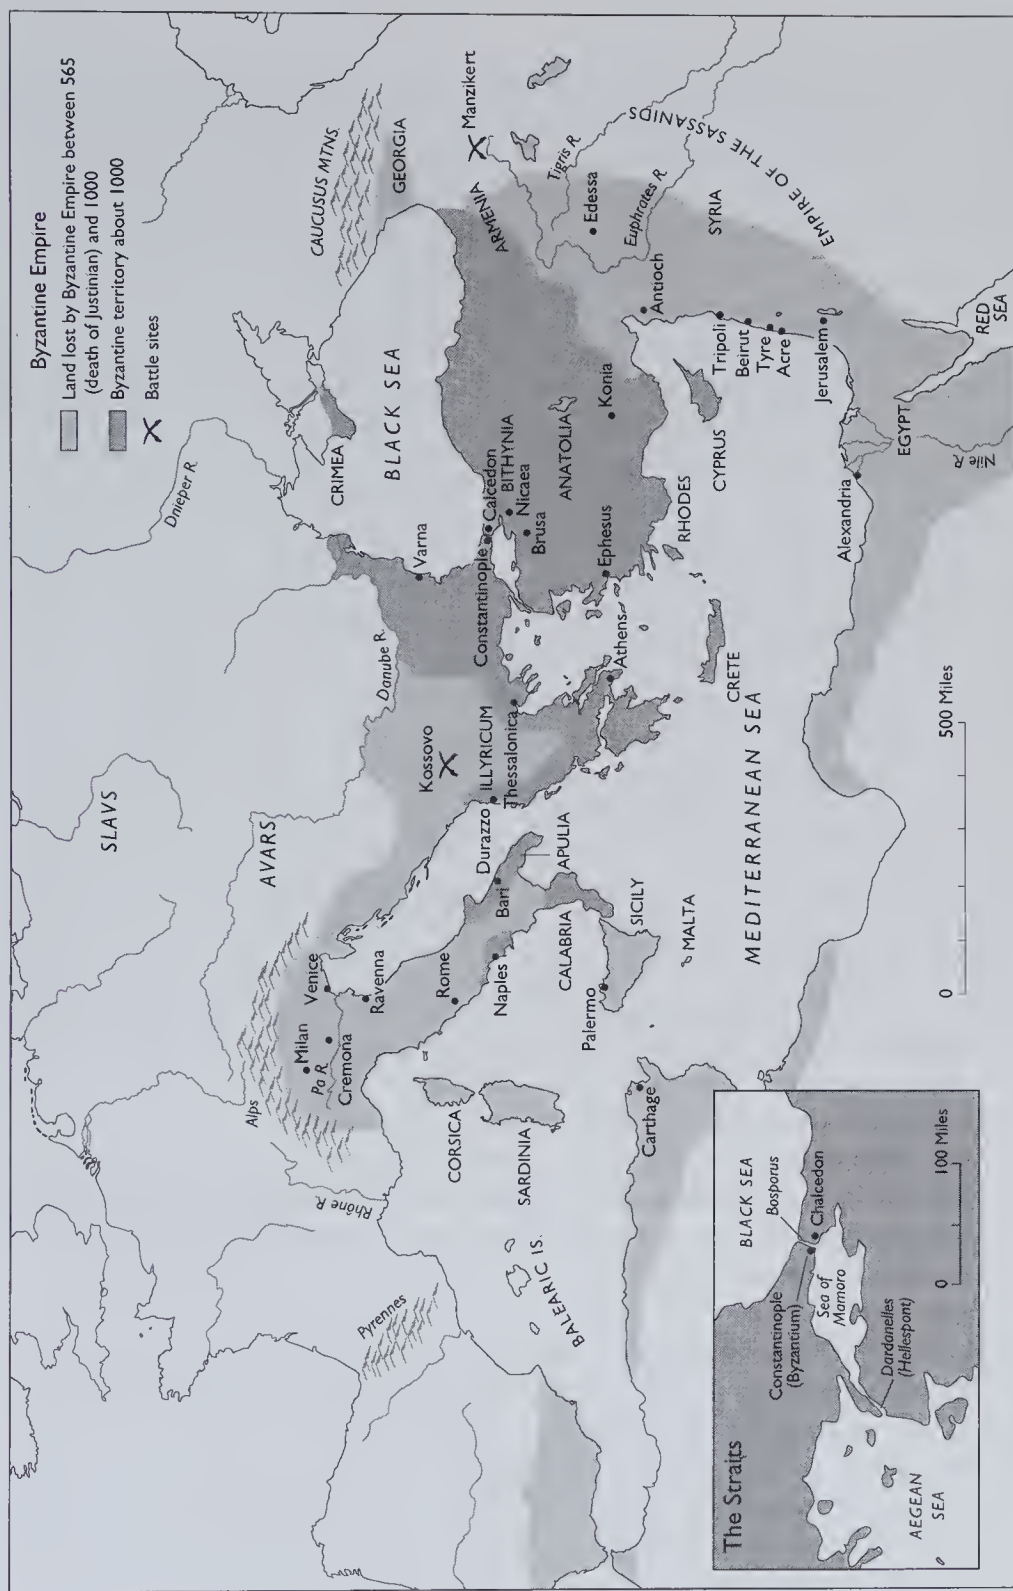 Byzantine Empire
Land lost by Byzantine Empire between 565
(death of Justinian) and 1000
Byzantine territory about 1000
Battle sites
SLAVS
AVARS
Dnieper R.
Danube R.
CRIMEA
CAUCUSUS MTNS.
GEORGIA
BLACK SEA
Varna
Manzikert
ARMENIA
Tigris R.
Edessa
Euphrates R.
EMPIRE OF THE SASSANIDS
SYRIA
Constantinople
Calcedon
BITHYNIA
Nicaea
Brusa
ANATOLIA
Konia
Ephesus
Antioch
Tripoli
Beirut
Tyre
Acre
Jerusalem
CYPRUS
RHODES
CRETE
Athens
Thessalonica
ILLYRICUM
Kossovo
Durazzo
Bari
APULIA
Naples
CALABRIA
SICILY
Palermo
MALTA
Rome
Ravenna
Venice
Milan
Po R.
Cremona
Alps
Rhône R.
CORSICA
SARDINIA
Pyrennes
BALEARIC IS.
Carthage
MEDITERRANEAN SEA
Alexandria
EGYPT
Nile R.
RED
SEA
0
500 Miles
The Straits
BLACK SEA
Bosporus
Constantinople
(Byzantium)
Chalcedon
Sea of
Mamoro
Dardanelles
(Hellespont)
AEGEAN
SEA
0
100 Miles